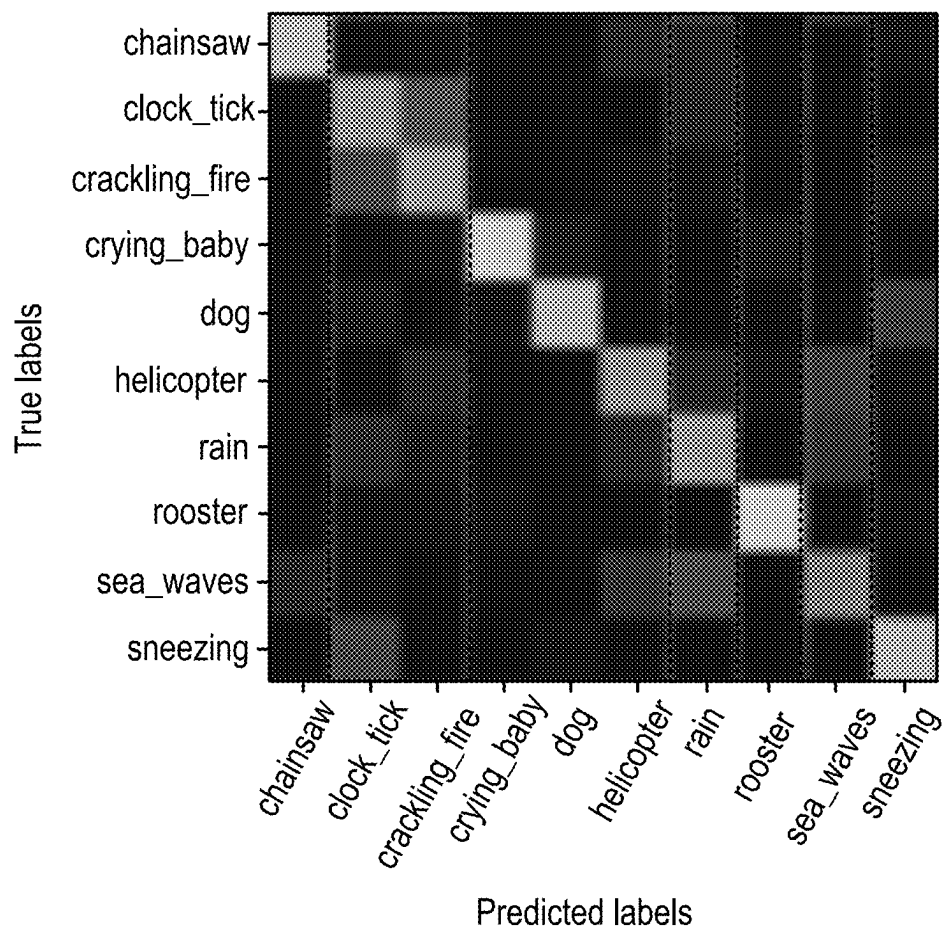 True labels
chainsaw
clock_tick
crackling_fire
crying_baby
dog
helicopter
rain
rooster
sea_waves
sneezing
chainsaw
clock_tick
crackling_fire
crying_baby
dog
helicopter
rain
rooster
sea_waves
sneezing
Predicted labels